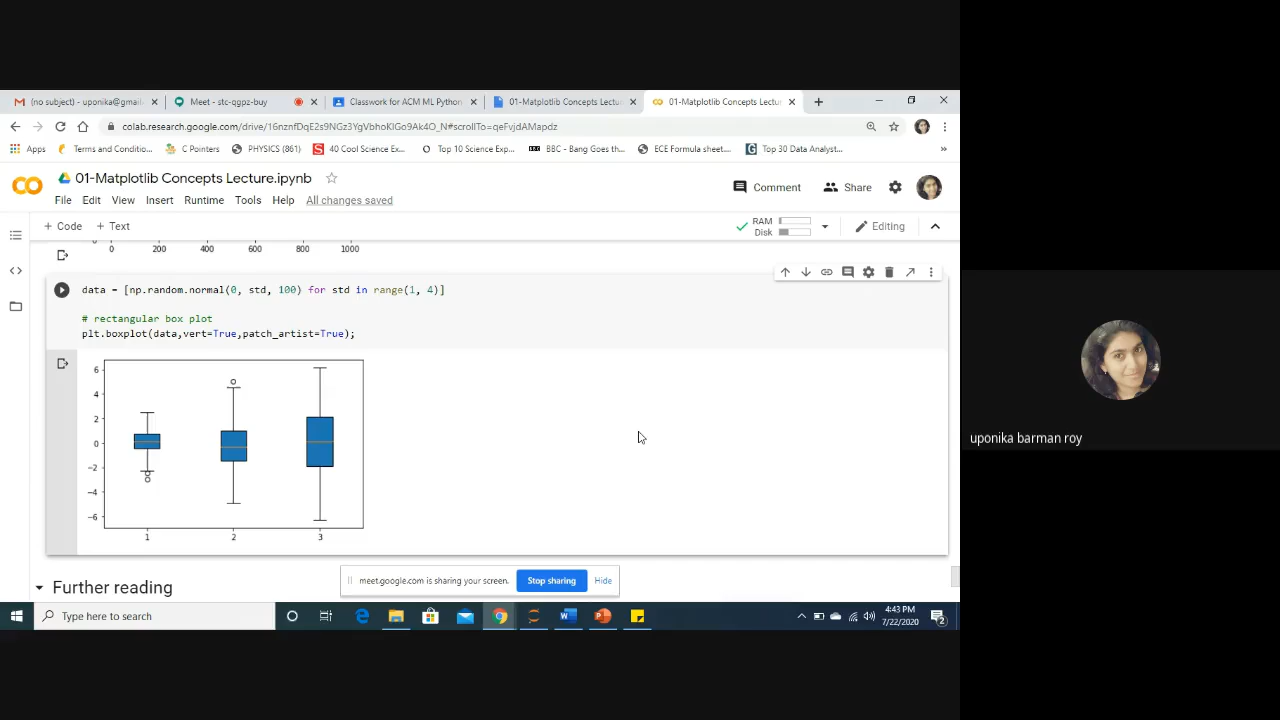 (no subject) - uponika@gmail
Meet - stc-qgpz-buy
Classwork for ACM ML Python
01-Matplotlib Concepts Lectu
01-Matplotlib Concepts Lectur
colab.research.google.com/drive/16nznfDqE2s9NGz3YgVbhoKIGo9Ak4O_N#scrollTo=qeFvjdAMapdz
Apps
Terms and Conditio...
C Pointers
PHYSICS (861)
40 Cool Science Ex...
Top 10 Science Exp...
BBC - Bang Goes th...
ECE Formula sheet....
Top 30 Data Analyst...
»
01-Matplotlib Concepts Lecture.ipynb
Comment
Share
File Edit View Insert Runtime Tools Help All changes saved
+ Code + Text
RAM
Disk
Editing
0 200 400 600 800 1000
data = [np.random.normal(0, std, 100) for std in range(1, 4)]
# rectangular box plot
plt.boxplot(data,vert=True,patch_artist=True);
6
4
2
0
−2
−4
−6
1 2 3
Further reading
meet.google.com is sharing your screen.
Stop sharing
Hide
Type here to search
4:43 PM
7/22/2020
2
uponika barman roy